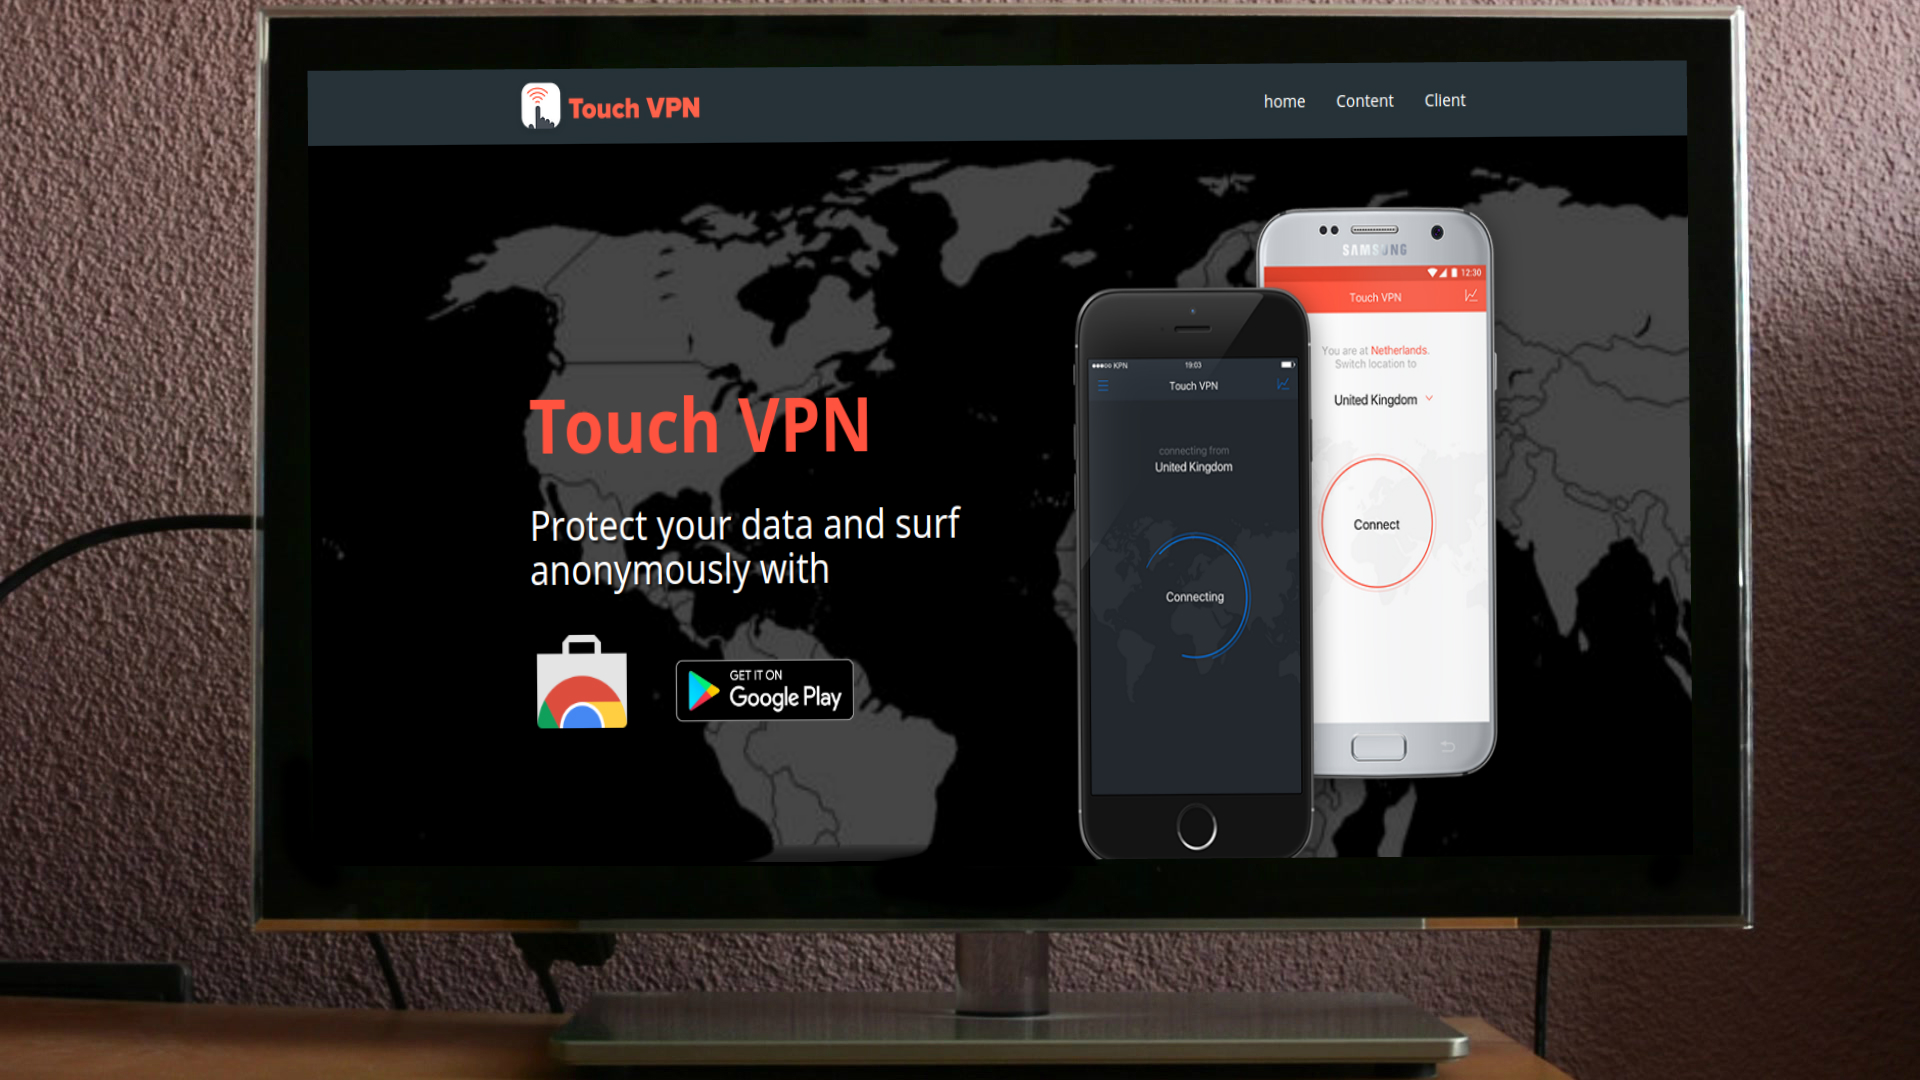 Touch VPN
home Content Client
SAMSUNG
12:30
Touch VPN
You are at Netherlands.
Switch location to
United Kingdom
Connect
KPN 19:03
Touch VPN
connecting from
United Kingdom
Connecting
Touch VPN
Protect your data and surf
anonymously with
GET IT ON
Google Play